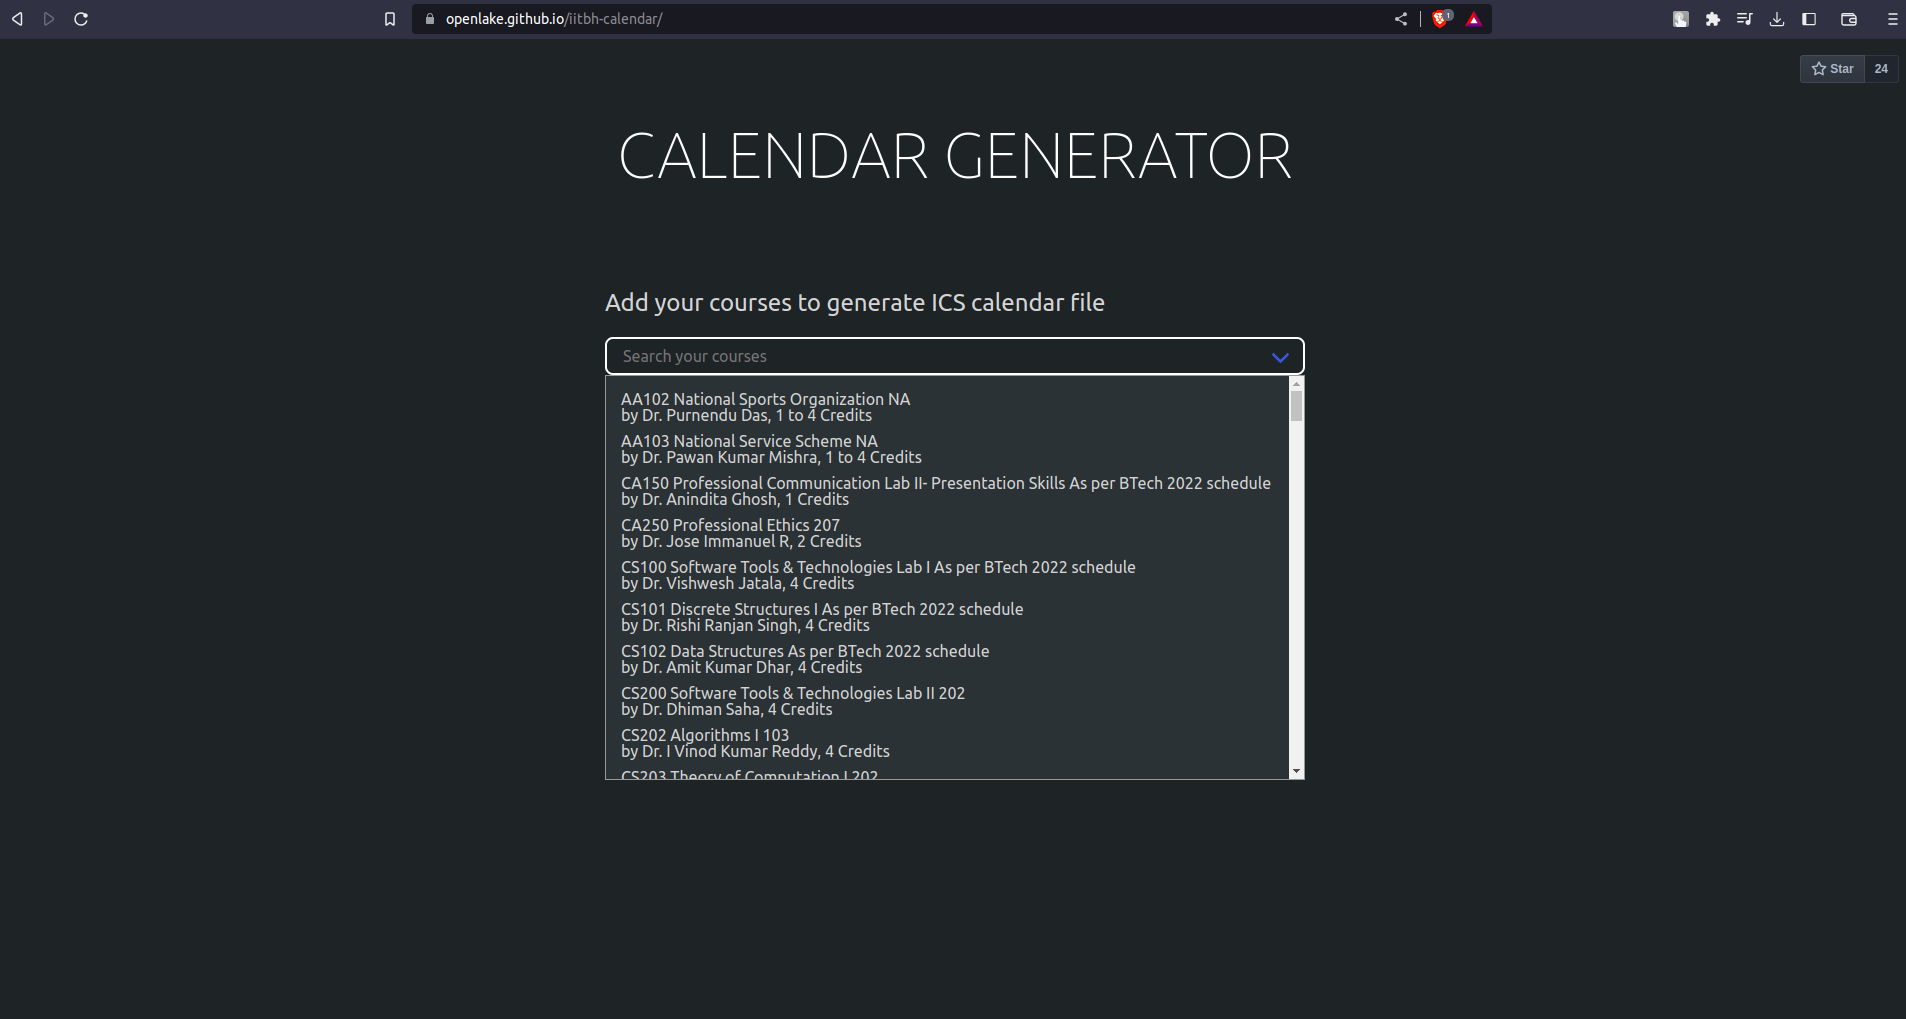 openlake.github.io/iitbh-calendar/
1
Star 24
CALENDAR GENERATOR
Add your courses to generate ICS calendar file
Search your courses
AA102 National Sports Organization NA
by Dr. Purnendu Das, 1 to 4 Credits
AA103 National Service Scheme NA
by Dr. Pawan Kumar Mishra, 1 to 4 Credits
CA150 Professional Communication Lab II- Presentation Skills As per BTech 2022 schedule
by Dr. Anindita Ghosh, 1 Credits
CA250 Professional Ethics 207
by Dr. Jose Immanuel R, 2 Credits
CS100 Software Tools & Technologies Lab I As per BTech 2022 schedule
by Dr. Vishwesh Jatala, 4 Credits
CS101 Discrete Structures I As per BTech 2022 schedule
by Dr. Rishi Ranjan Singh, 4 Credits
CS102 Data Structures As per BTech 2022 schedule
by Dr. Amit Kumar Dhar, 4 Credits
CS200 Software Tools & Technologies Lab II 202
by Dr. Dhiman Saha, 4 Credits
CS202 Algorithms I 103
by Dr. I Vinod Kumar Reddy, 4 Credits
CS203 Theory of Computation I 202